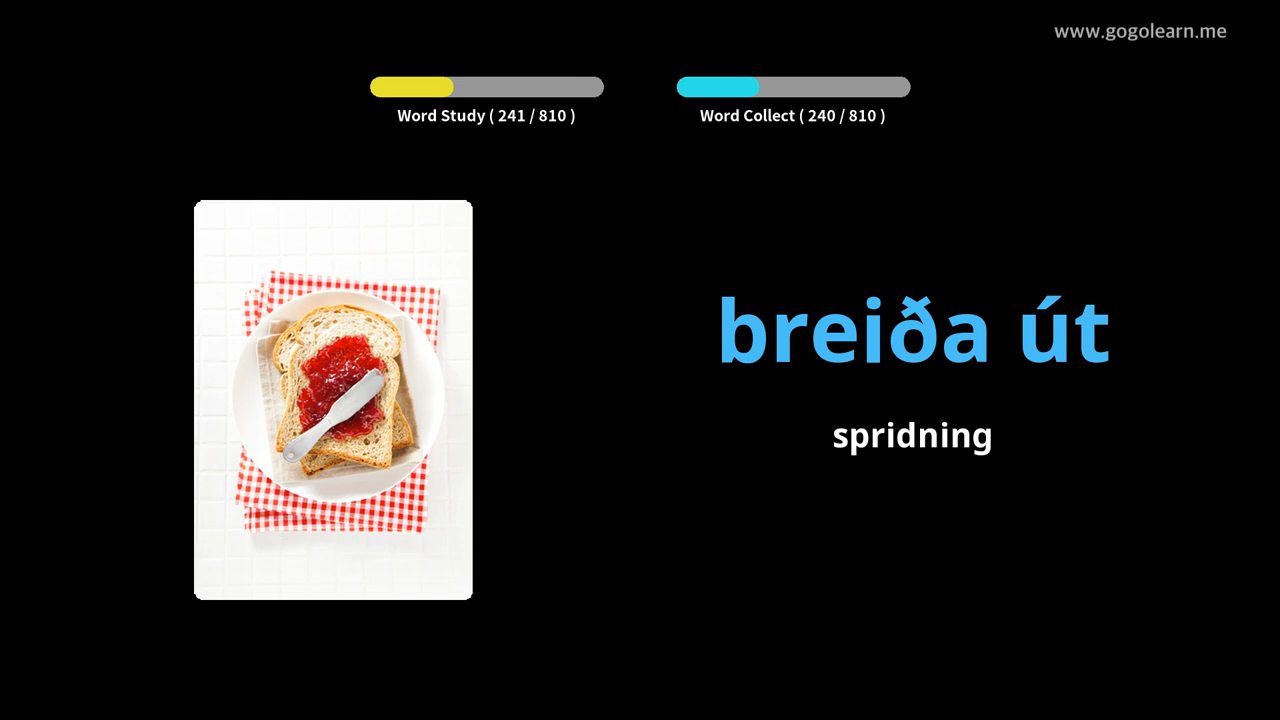 www.gogolearn.me
Word Study ( 241 / 810 )
Word Collect ( 240 / 810 )
breiða út
spridning